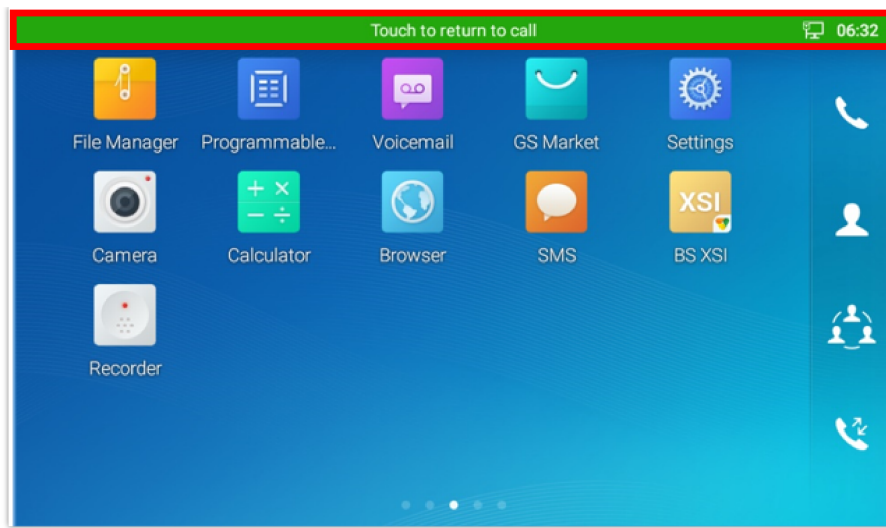 Touch to return to call 06:32
File Manager Programmable... Voicemail GS Market Settings
XSI
Camera Calculator Browser SMS BS XSI
Recorder